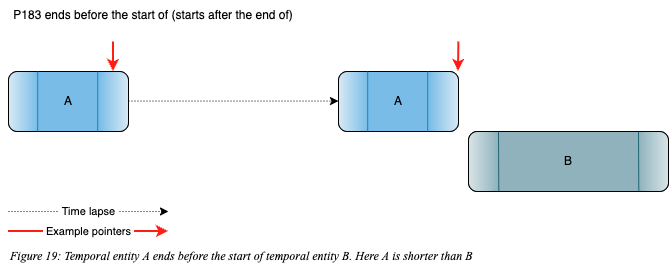 P183 ends before the start of (starts after the end of)
A
A
B
Time lapse
Example pointers
Figure 19: Temporal entity A ends before the start of temporal entity B. Here A is shorter than B